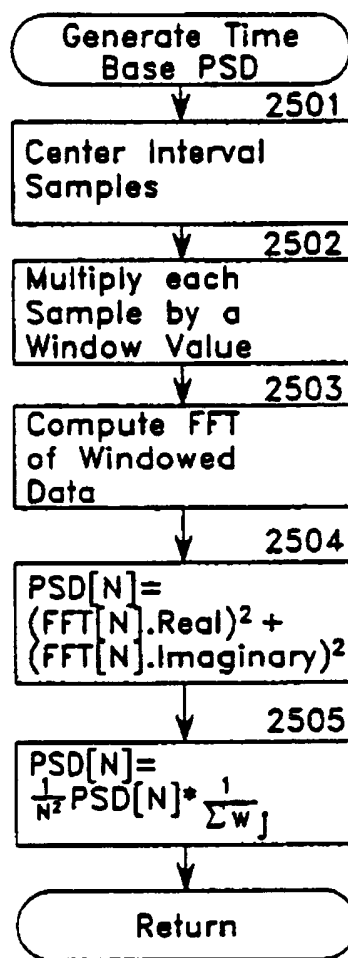 Generate Time
Base PSD
2501
Center Interval
Samples
2502
Multiply each
Sample by a
Window Value
2503
Compute FFT
of Windowed
Data
2504
PSD[N]=
(FFT[N].Real)² +
(FFT[N].Imaginary)²
2505
PSD[N]=
1/N² PSD[N]* 1/ΣWJ
Return